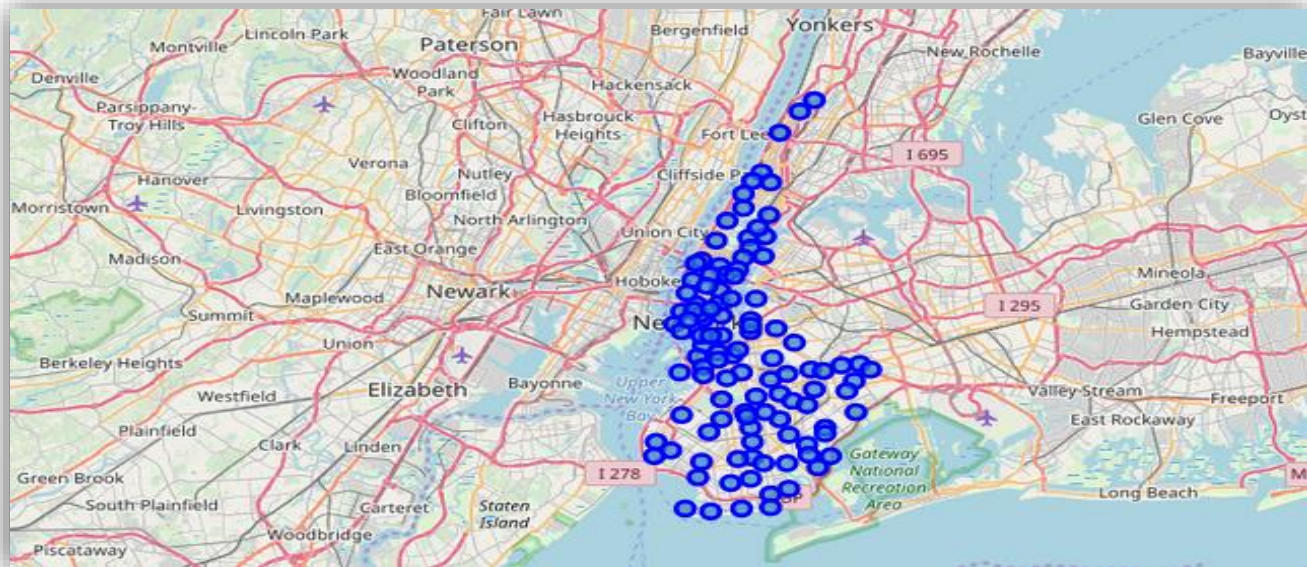 Fair Lawn
Yonkers
Lincoln Park
Bergenfield
Montville
Paterson
New Rochelle
Bayville
Denville
Woodland
Park
Hackensack
Parsippany-
Troy Hills
Clifton
Hasbrouck
Heights
Fort Lee
Glen Cove
Oyst
I 695
Verona
Nutley
Cliffside P
Hanover
Bloomfield
Morristown
Livingston
North Arlington
Union City
East Orange
Madison
Mineola
Hoboke
Newark
Maplewood
I 295
Garden City
Summit
Ne
k
Hempstead
Union
Berkeley Heights
Elizabeth
Bayonne
Upper
New York
Bay
Valley Stream
Freeport
Westfield
East Rockaway
Plainfield
Clark
Linden
Gateway
National
Recreation
Area
Green Brook
I 278
M
South Plainfield
Carteret
Staten
Island
Long Beach
P
Woodbridge
Piscataway